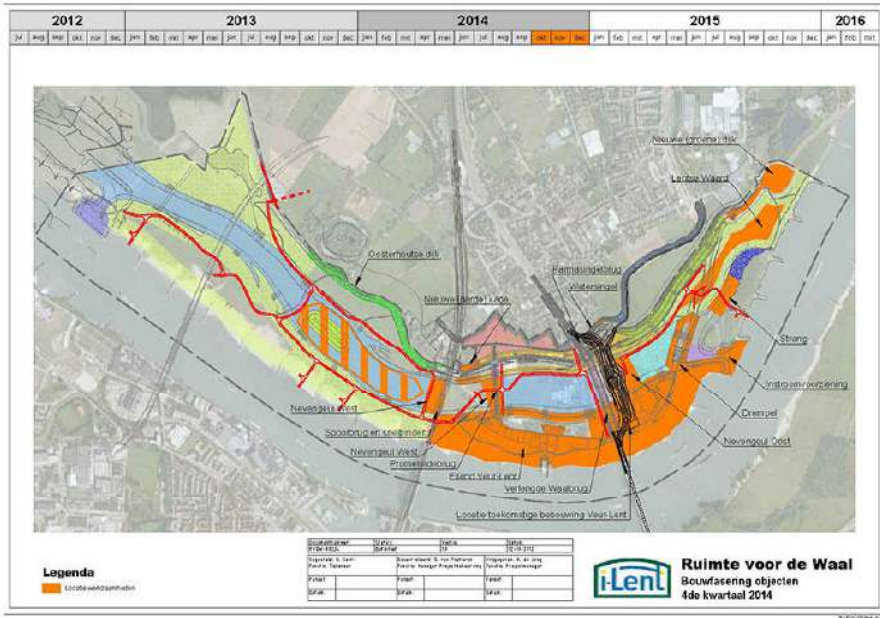 2012 2013 2014 2015 2016
jul aug sep okt nov dec jan feb mrt apr mei jun jul aug sep okt nov dec jan feb mrt apr mei jun jul aug sep okt nov dec jan feb mrt apr mei jun jul aug sep okt nov dec jan feb mrt
Nieuwe (groene) dijk
Lentse Waard
Oosterhoutse dijk
Parmasingelbrug
Watersingel
Nieuwe (harde) kade
Strang
Instroomvoorziening
Nevengeul West
Drempel
Spoorbrug en snelbinder
Nevengeul Oost
Nevengeul West
Promenadebrug
Eiland Veur-Lent
Verlengde Waalbrug
Locatie toekomstige bebouwing Veur-Lent
Legenda
Locatie werkzaamheden
i-Lent
Ruimte voor de Waal
Bouwfasering objecten
4de kwartaal 2014